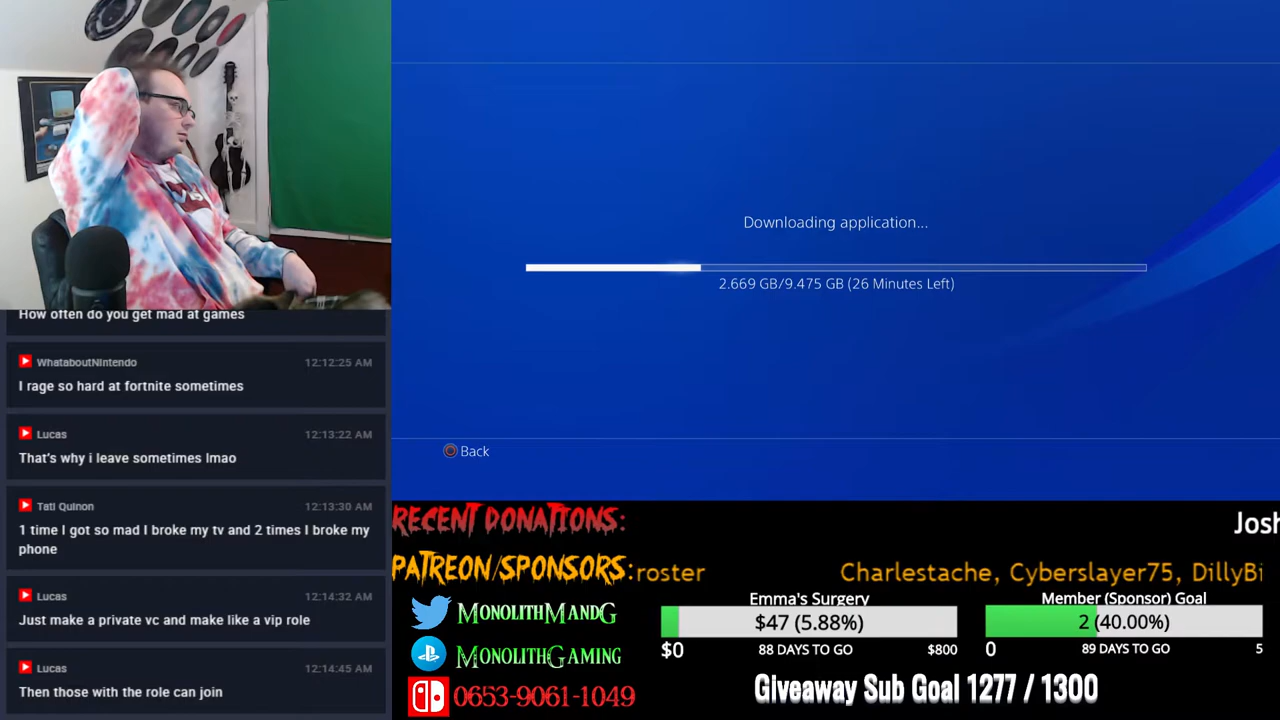 How often do you get mad at games
WhataboutNintendo 12:12:25 AM
I rage so hard at fortnite sometimes
Lucas 12:13:22 AM
That's why i leave sometimes lmao
Tati Quinon 12:13:30 AM
1 time I got so mad I broke my tv and 2 times I broke my
phone
Lucas 12:14:32 AM
Just make a private vc and make like a vip role
Lucas 12:14:45 AM
Then those with the role can join
Downloading application...
2.669 GB/9.475 GB (26 Minutes Left)
Back
RECENT DONATIONS: Josh
PATREON/SPONSORS: roster Charlestache, Cyberslayer75, DillyBi
MonolithMandG
MonolithGaming
0653-9061-1049
Emma's Surgery
$47 (5.88%)
$0 88 DAYS TO GO $800
Member (Sponsor) Goal
2 (40.00%)
0 89 DAYS TO GO 5
Giveaway Sub Goal 1277 / 1300